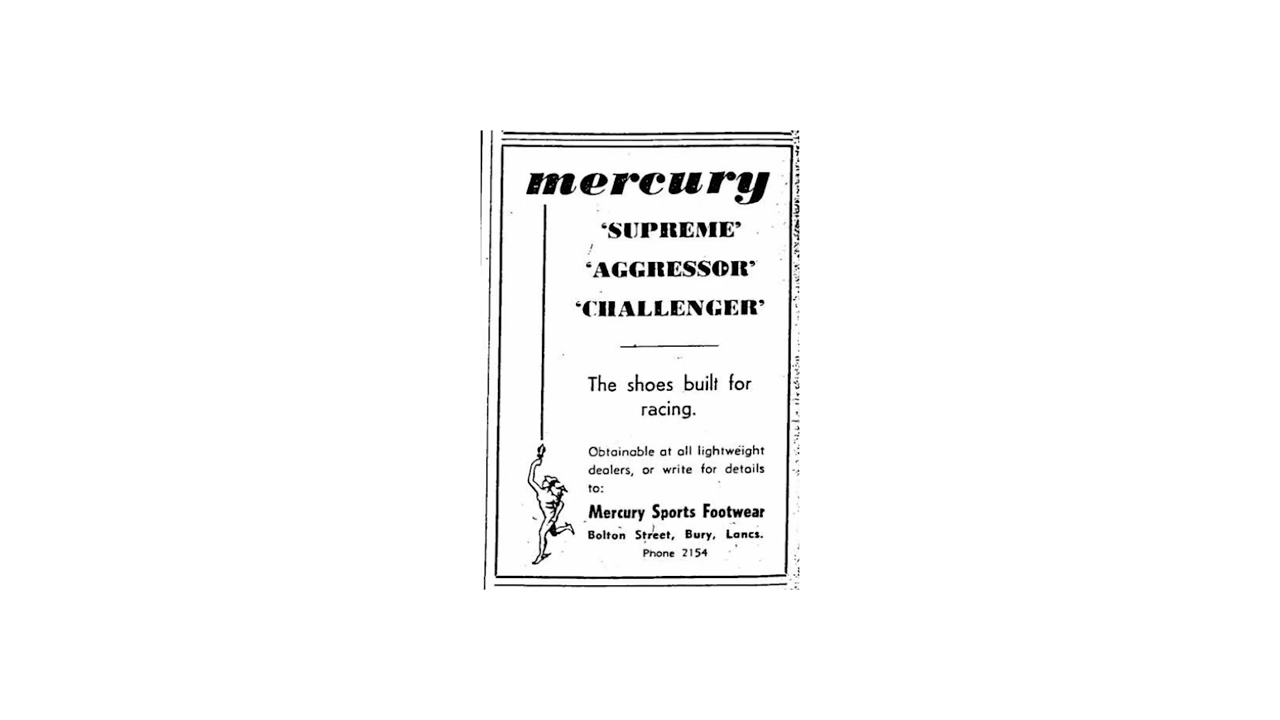 mercury
‘SUPREME’
‘AGGRESSOR’
‘CHALLENGER’
The shoes built for
racing.
Obtainable at all lightweight
dealers, or write for details
to:
Mercury Sports Footwear
Bolton Street, Bury, Lancs.
Phone 2154